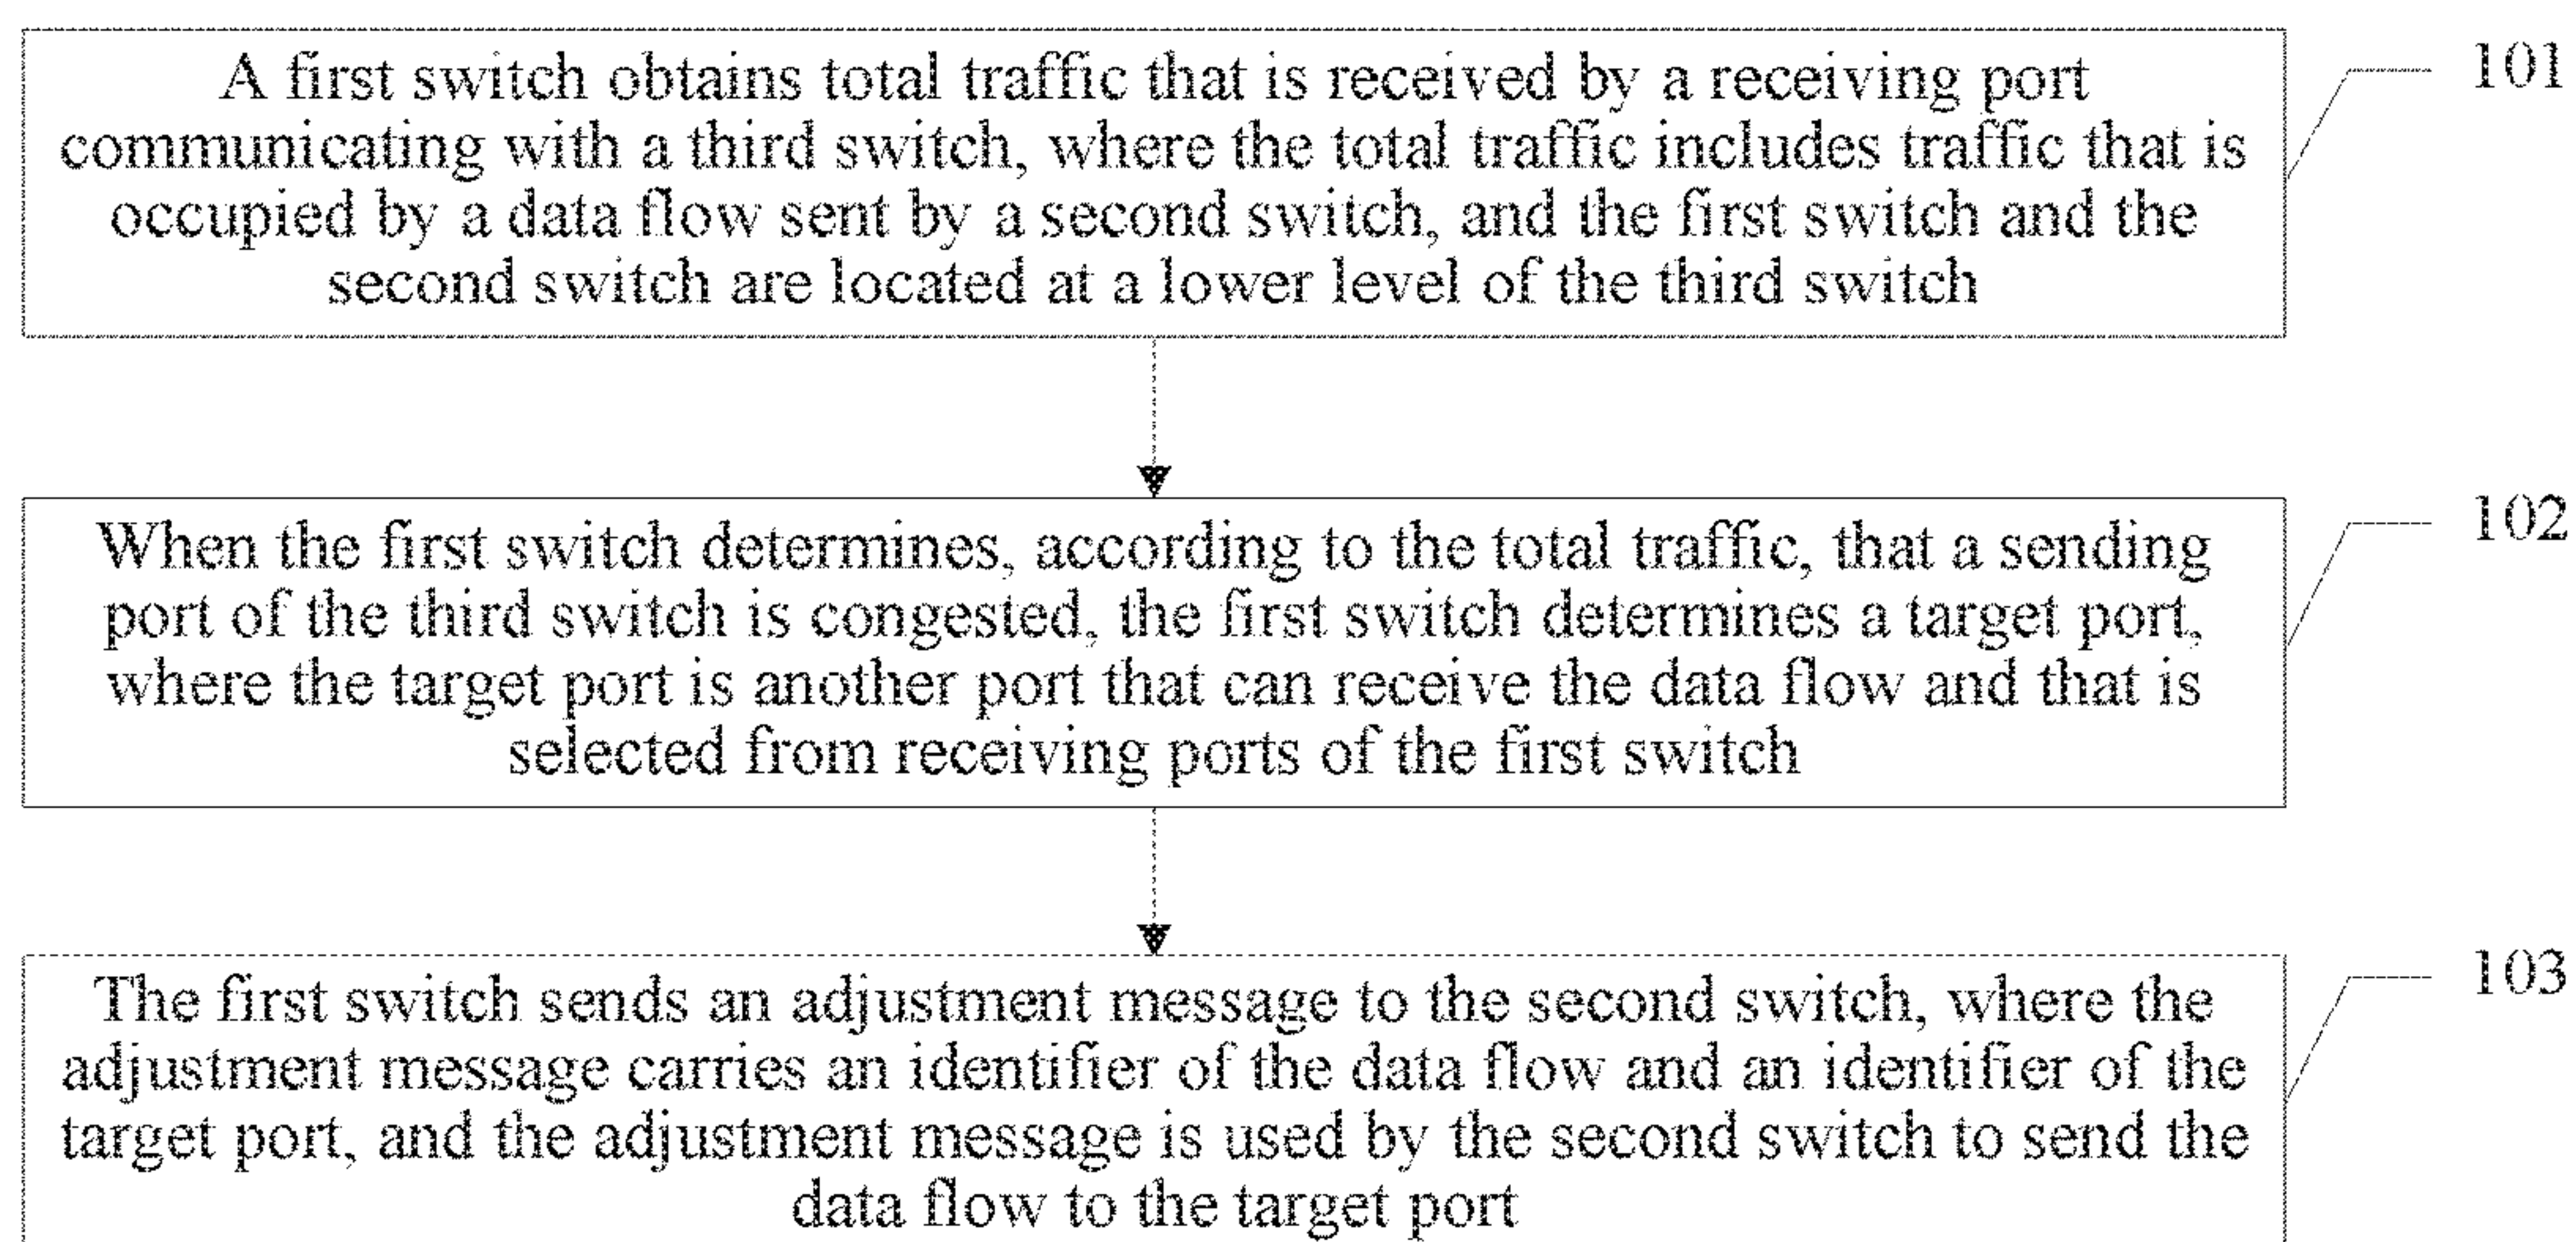 A first switch obtains total traffic that is received by a receiving port
communicating with a third switch, where the total traffic includes traffic that is
occupied by a data flow sent by a second switch, and the first switch and the
second switch are located at a lower level of the third switch
101
When the first switch determines, according to the total traffic, that a sending
port of the third switch is congested, the first switch determines a target port,
where the target port is another port that can receive the data flow and that is
selected from receiving ports of the first switch
102
The first switch sends an adjustment message to the second switch, where the
adjustment message carries an identifier of the data flow and an identifier of the
target port, and the adjustment message is used by the second switch to send the
data flow to the target port
103